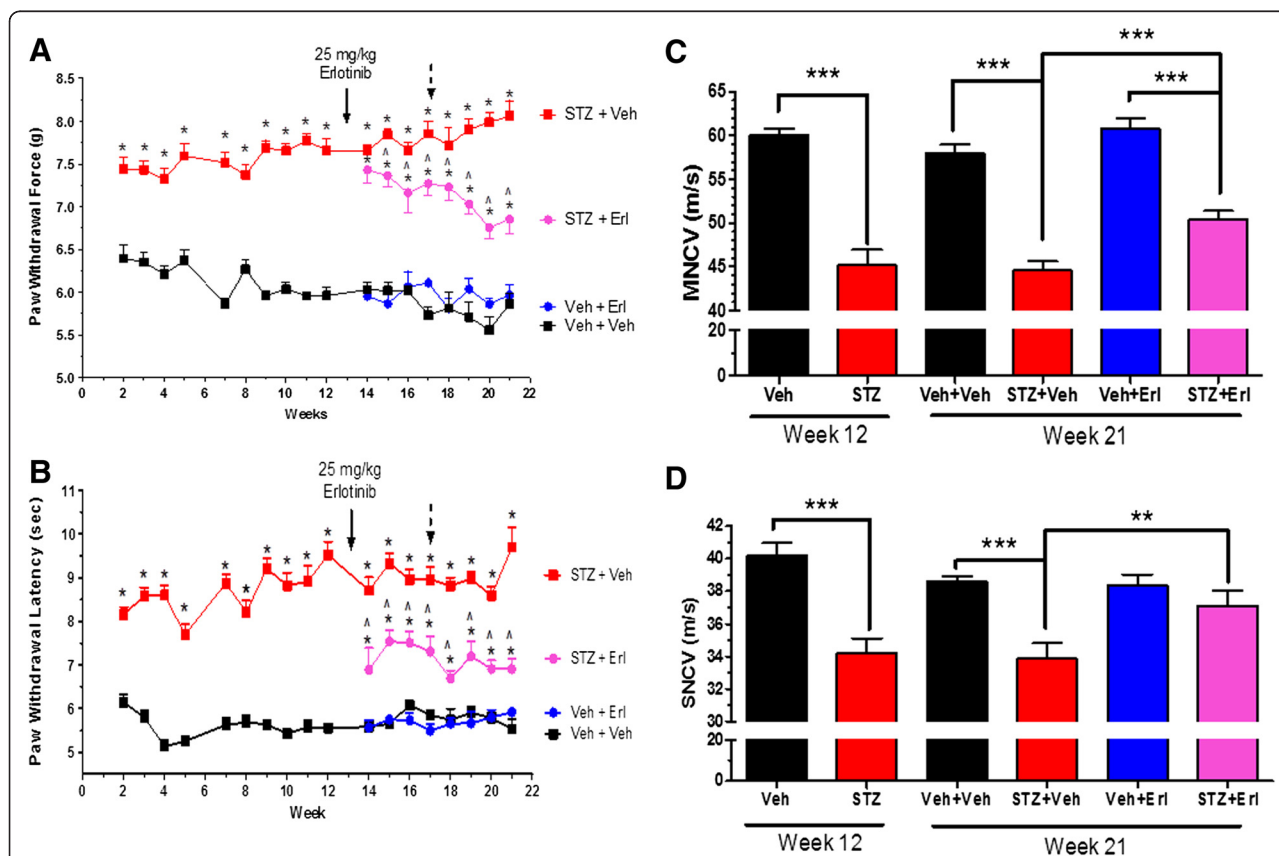 A
25 mg/kg
Erlotinib
Paw Withdrawal Force (g)
8.5
8.0
7.5
7.0
6.5
6.0
5.5
5.0
* * * * * * * * * * * * * * * * * * *
* ^ ^ ^ ^ ^ ^ ^
* * * * * * *
STZ + Veh
STZ + Erl
Veh + Erl
Veh + Veh
0 2 4 6 8 10 12 14 16 18 20 22
Weeks
B
25 mg/kg
Erlotinib
Paw Withdrawal Latency (sec)
11
10
9
8
7
6
5
* * * * * * * * * * * * * * * * * * *
^ ^ ^ ^ ^ ^ ^ ^
* * * * * * * *
STZ + Veh
STZ + Erl
Veh + Erl
Veh + Veh
0 2 4 6 8 10 12 14 16 18 20 22
Week
C
***
***
***
***
MNCV (m/s)
65
60
55
50
45
40
20
0
Veh STZ Veh+Veh STZ+Veh Veh+Erl STZ+Erl
Week 12 Week 21
D
***
***
**
SNCV (m/s)
42
40
38
36
34
32
30
20
0
Veh STZ Veh+Veh STZ+Veh Veh+Erl STZ+Erl
Week 12 Week 21